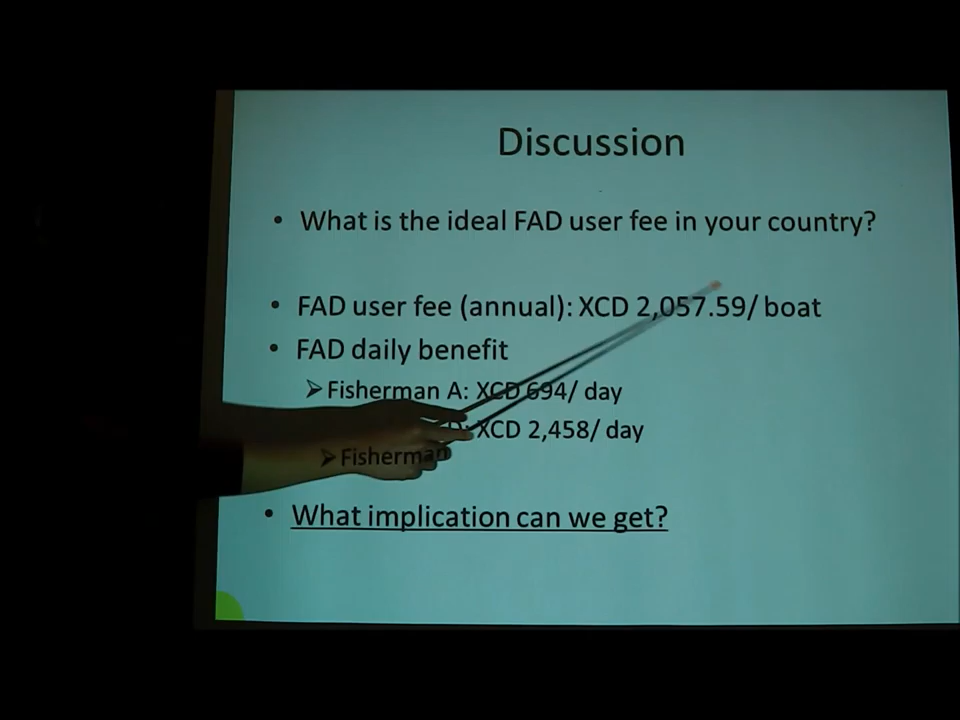 Discussion
• What is the ideal FAD user fee in your country?
• FAD user fee (annual): XCD 2,057.59/ boat
• FAD daily benefit
➢ Fisherman A: XCD 694/ day
➢ Fisherman : XCD 2,458/ day
• What implication can we get?